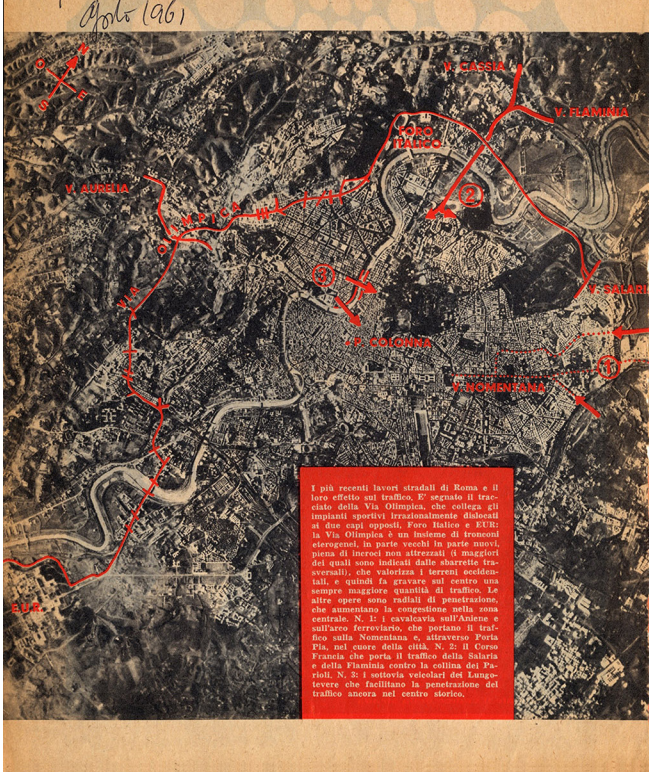 Agosto 1961
N
O
E
S
V. CASSIA
V. FLAMINIA
FORO
ITALICO
V. AURELIA
VIA OLIMPICA
2
3
V. SALARI
P. COLONNA
1
V. NOMENTANA
E.U.R.
I più recenti lavori stradali di Roma e il
loro effetto sul traffico. E' segnato il trac-
ciato della Via Olimpica, che collega gli
impianti sportivi irrazionalmente dislocati
ai due capi opposti, Foro Italico e EUR:
la Via Olimpica è un insieme di tronconi
eterogenei, in parte vecchi in parte nuovi,
piena di incroci non attrezzati (i maggiori
dei quali sono indicati dalle sbarrette tra-
sversali), che valorizza i terreni occiden-
tali, e quindi fa gravare sul centro una
sempre maggiore quantità di traffico. Le
altre opere sono radiali di penetrazione,
che aumentano la congestione nella zona
centrale. N. 1: i cavalcavia sull'Aniene e
sull'arco ferroviario, che portano il traf-
fico sulla Nomentana e, attraverso Porta
Pia, nel cuore della città. N. 2: il Corso
Francia che porta il traffico della Salaria
e della Flaminia contro la collina dei Pa-
rioli. N. 3: i sottovia veicolari dei Lungo-
tevere che facilitano la penetrazione del
traffico ancora nel centro storico.